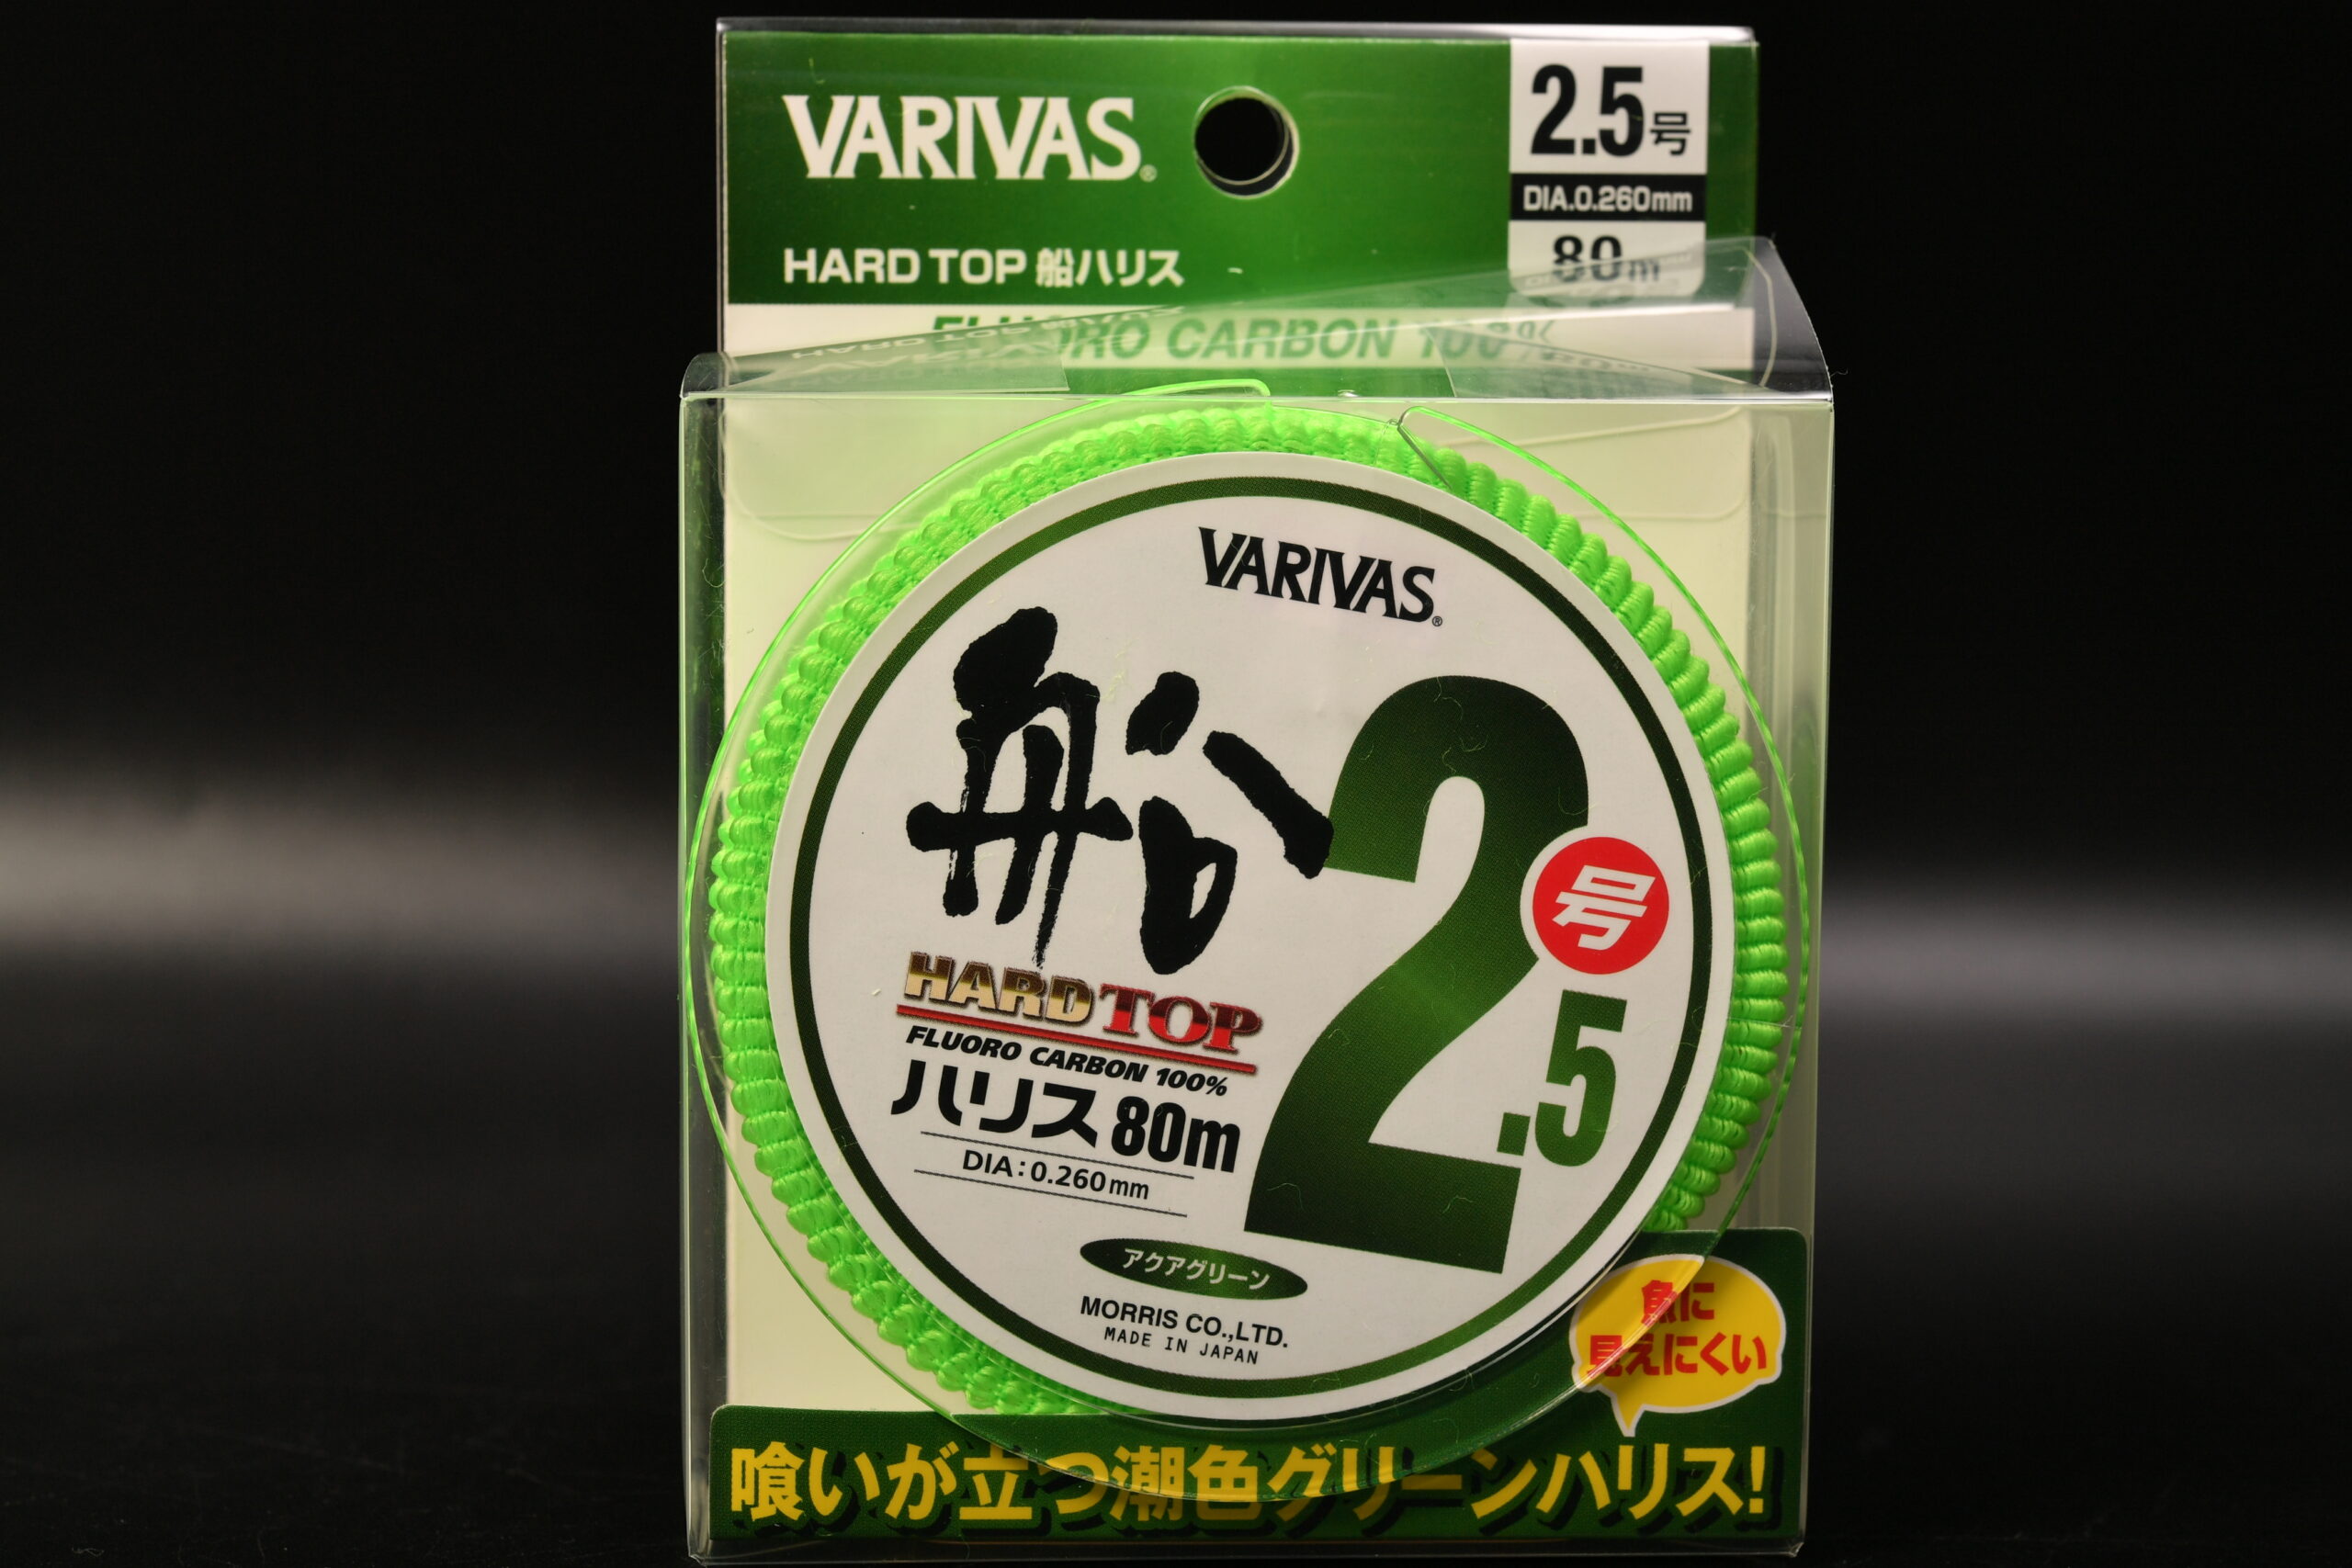 VARIVAS®
2.5号
DIA.0.260mm
80m
HARD TOP 船ハリス
FLUORO CARBON 100%
VARIVAS®
船
2.5
号
HARD TOP
FLUORO CARBON 100%
ハリス 80m
DIA:0.260mm
アクアグリーン
MORRIS CO.,LTD.
MADE IN JAPAN
魚に
見えにくい
喰いが立つ潮色グリーンハリス!